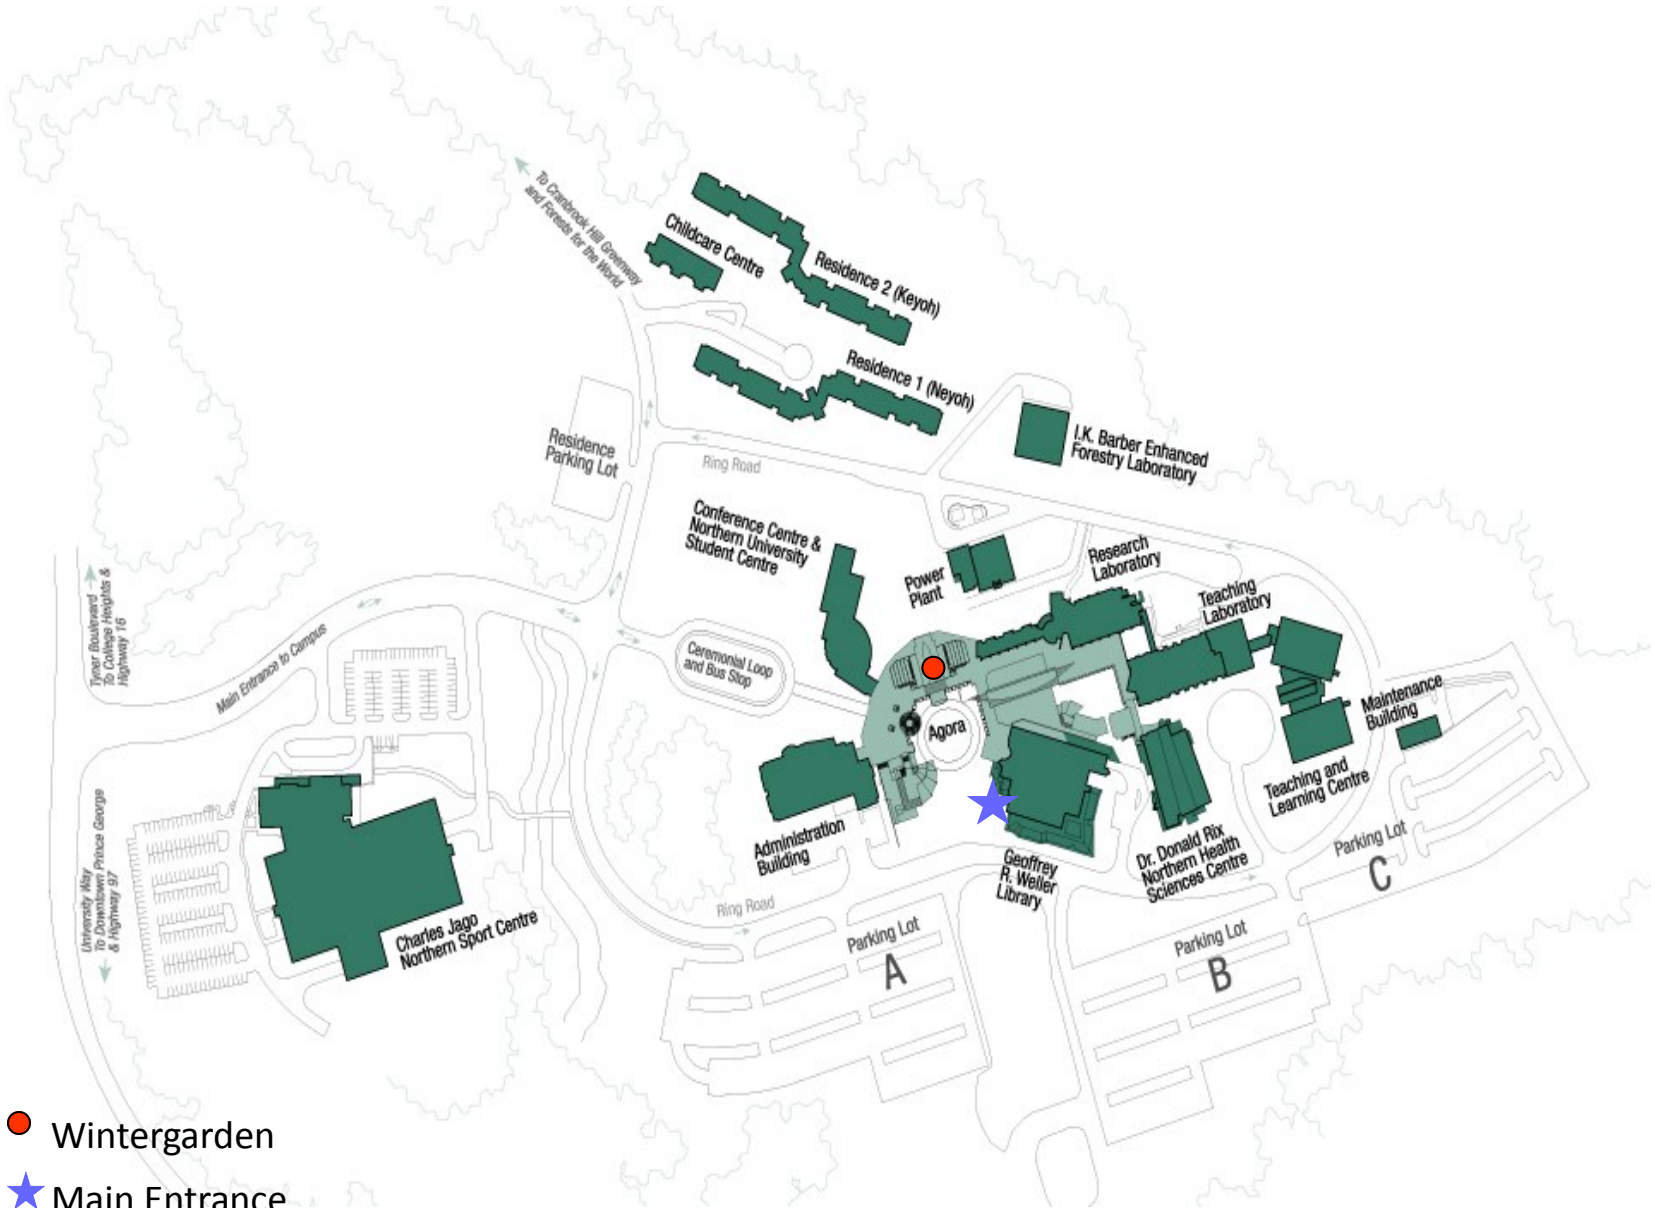 To Cranbrook Hill Greenway
and Forests for the World
Childcare Centre
Residence 2 (Keyoh)
Residence 1 (Neyoh)
I.K. Barber Enhanced
Forestry Laboratory
Residence
Parking Lot
Ring Road
Conference Centre &
Northern University
Student Centre
Power
Plant
Research
Laboratory
Teaching
Laboratory
Tyner Boulevard
To College Heights &
Highway 16
Main Entrance to Campus
Ceremonial Loop
and Bus Stop
Agora
Maintenance
Building
Teaching and
Learning Centre
University Way
To Downtown Prince George
& Highway 97
Administration
Building
Geoffrey
R. Weller
Library
Dr. Donald Rix
Northern Health
Sciences Centre
Parking Lot
C
Charles Jago
Northern Sport Centre
Ring Road
Parking Lot
A
Parking Lot
B
Wintergarden
Main Entrance